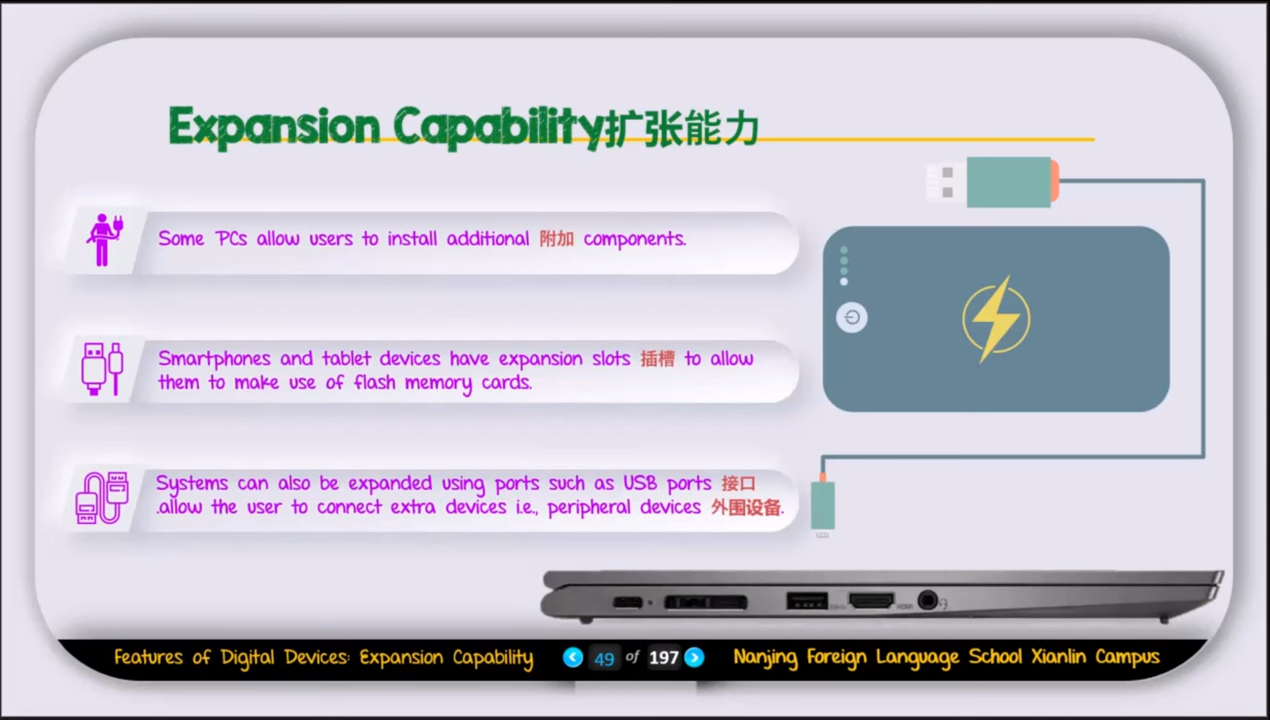 Expansion Capability扩张能力
Some PCs allow users to install additional 附加 components.
Smartphones and tablet devices have expansion slots 插槽 to allow
them to make use of flash memory cards.
Systems can also be expanded using ports such as USB ports 接口
.allow the user to connect extra devices i.e., peripheral devices 外围设备.
Features of Digital Devices: Expansion Capability
49 of 197
Nanjing Foreign Language School Xianlin Campus